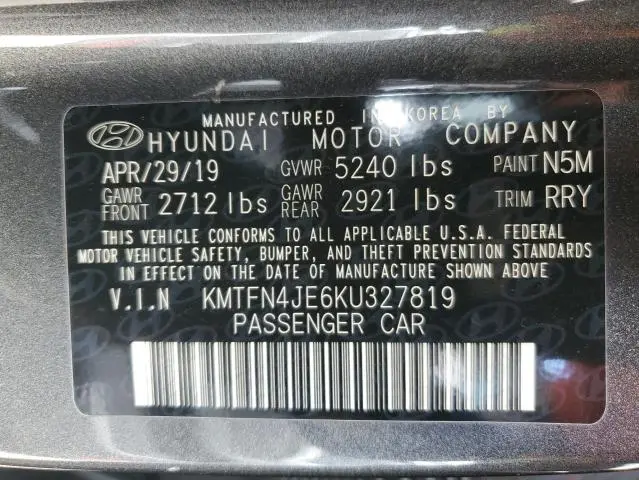 MANUFACTURED IN KOREA BY
HYUNDAI MOTOR COMPANY
APR/29/19 GVWR 5240 lbs PAINT N5M
GAWR FRONT 2712 lbs GAWR REAR 2921 lbs TRIM RRY
THIS VEHICLE CONFORMS TO ALL APPLICABLE U.S.A. FEDERAL
MOTOR VEHICLE SAFETY, BUMPER, AND THEFT PREVENTION STANDARDS
IN EFFECT ON THE DATE OF MANUFACTURE SHOWN ABOVE
V.I.N KMTFN4JE6KU327819
PASSENGER CAR